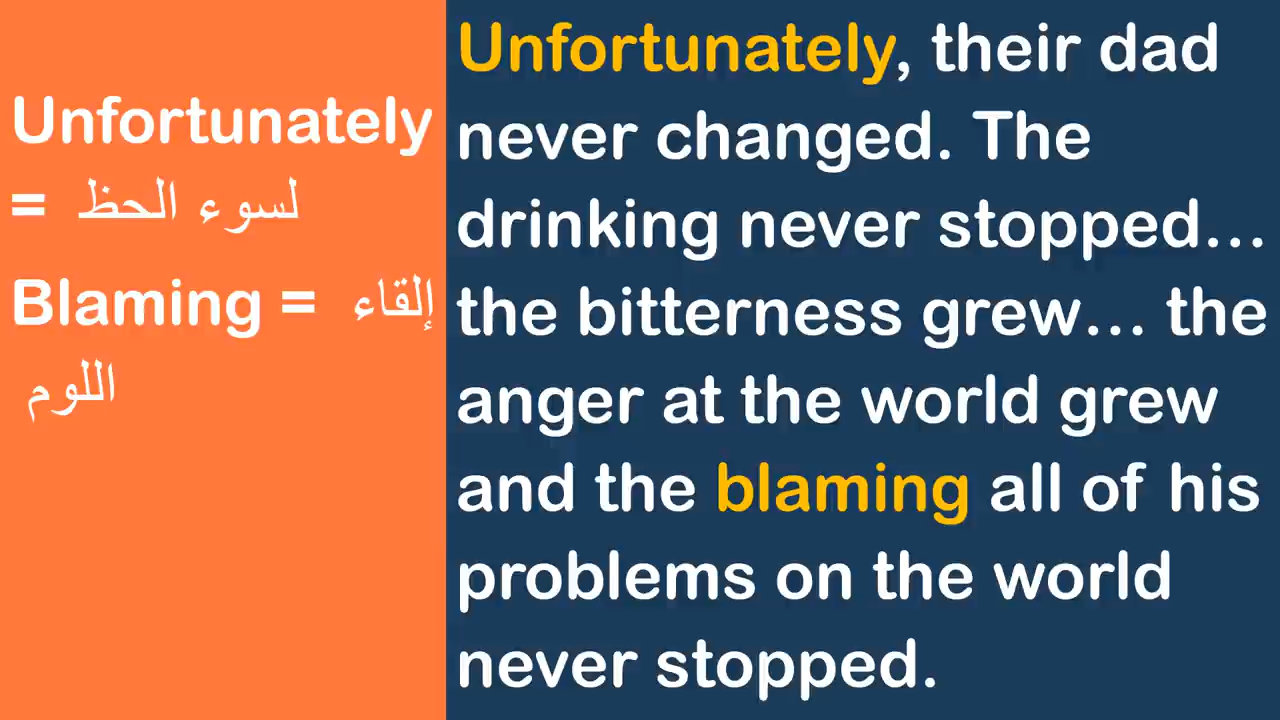 Unfortunately
= لسوء الحظ
Blaming = إلقاء
اللوم
Unfortunately, their dad
never changed. The
drinking never stopped…
the bitterness grew… the
anger at the world grew
and the blaming all of his
problems on the world
never stopped.